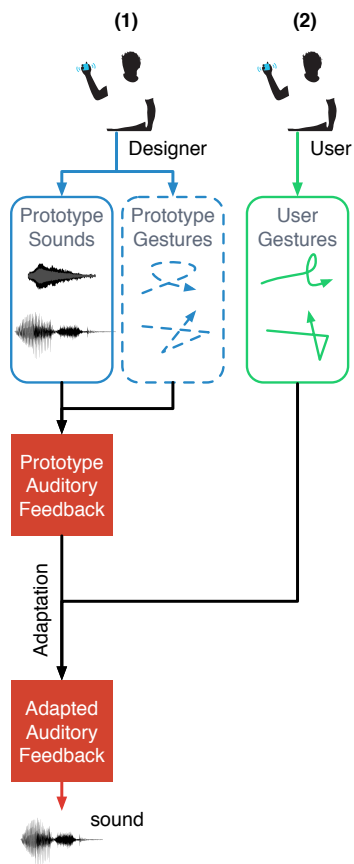 (1)
(2)
Designer
User
Prototype
Sounds
Prototype
Gestures
User
Gestures
Prototype
Auditory
Feedback
Adaptation
Adapted
Auditory
Feedback
sound